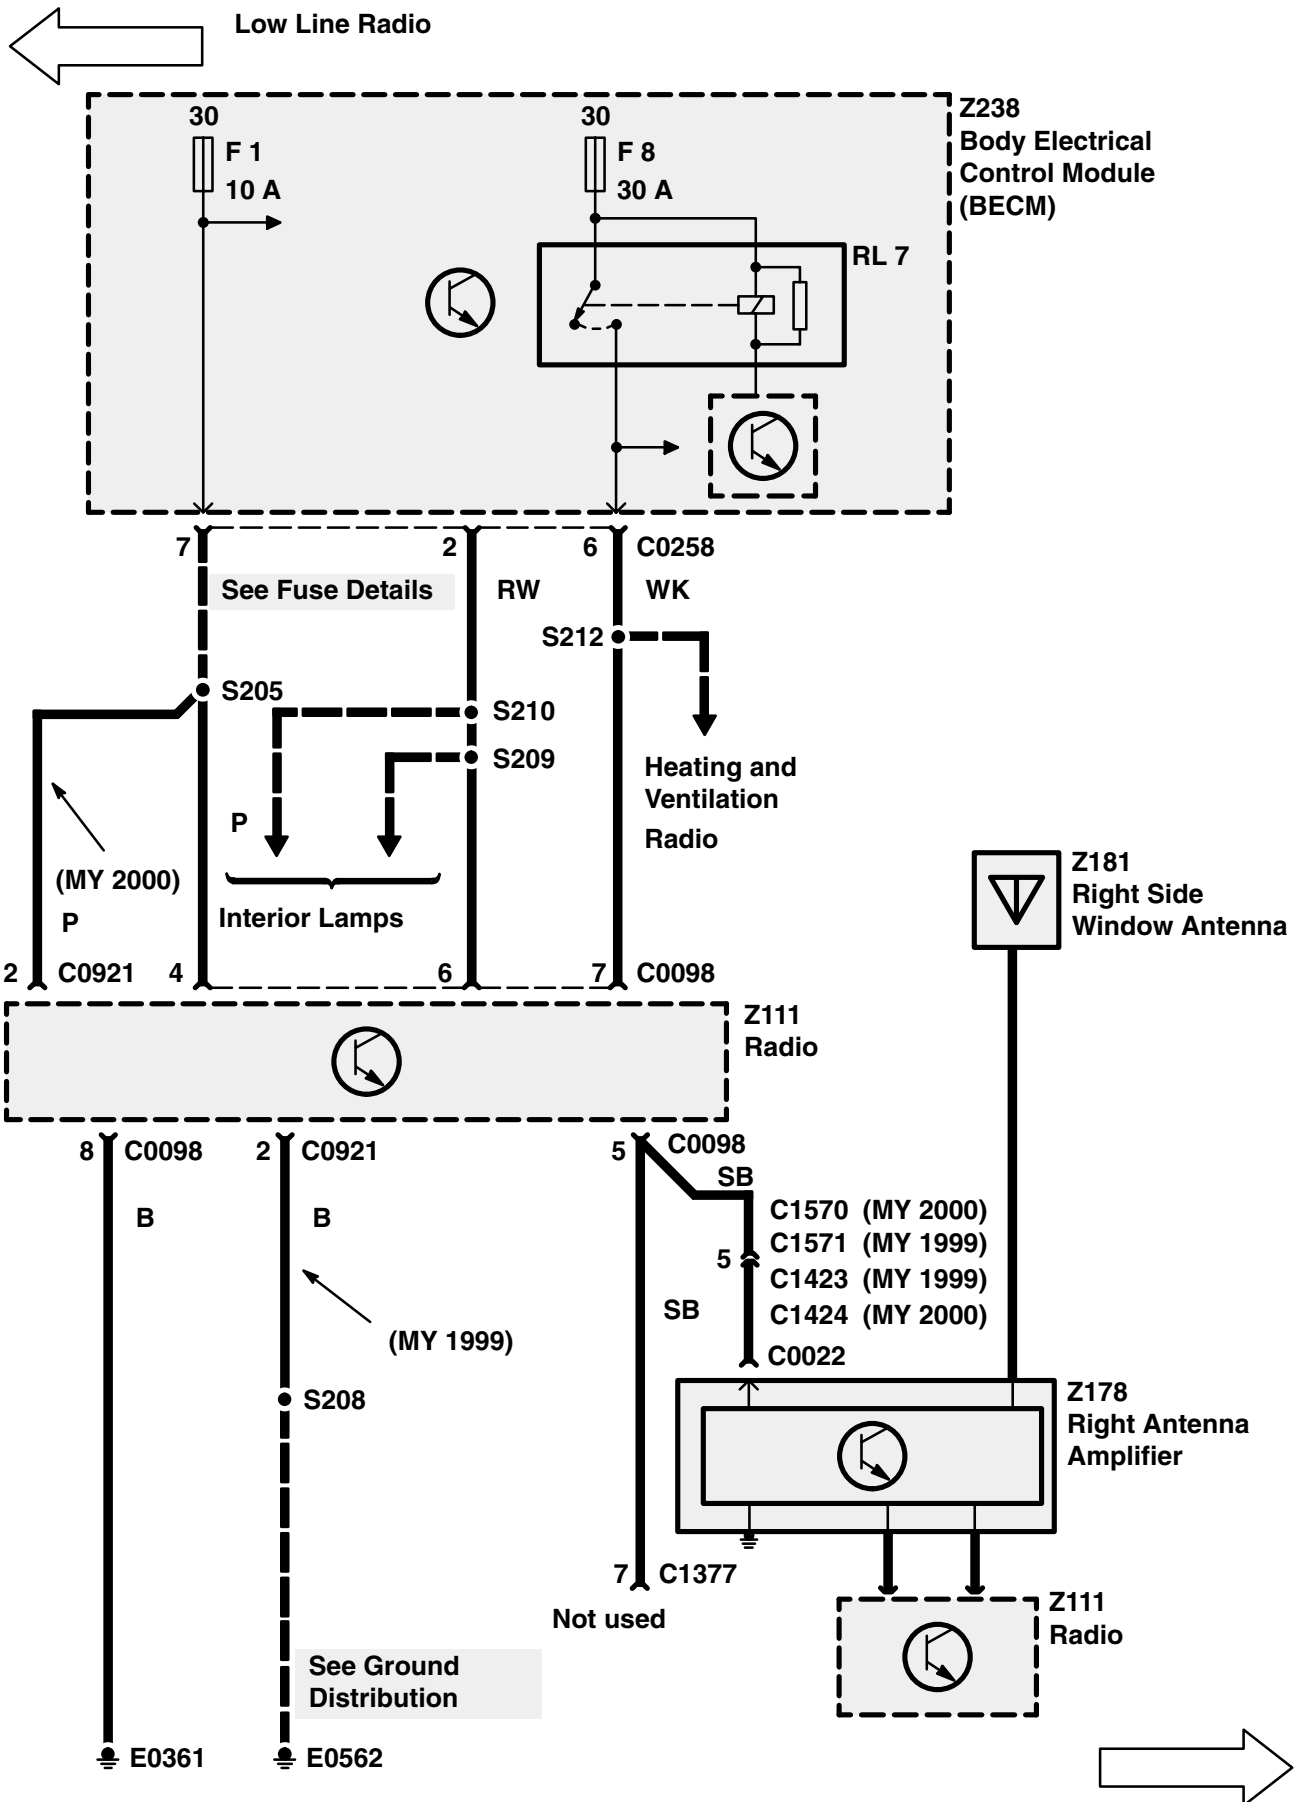 Low Line Radio
30
30
Z238
Body Electrical
Control Module
(BECM)
F 1
10 A
F 8
30 A
RL 7
7
2
6
C0258
See Fuse Details
RW
WK
S212
S205
S210
S209
Heating and
Ventilation
Radio
P
(MY 2000)
P
Interior Lamps
Z181
Right Side
Window Antenna
2
C0921
4
6
7
C0098
Z111
Radio
8
C0098
2
C0921
5
C0098
SB
B
B
C1570 (MY 2000)
C1571 (MY 1999)
5
C1423 (MY 1999)
C1424 (MY 2000)
SB
(MY 1999)
C0022
S208
Z178
Right Antenna
Amplifier
7
C1377
Not used
Z111
Radio
See Ground
Distribution
E0361
E0562